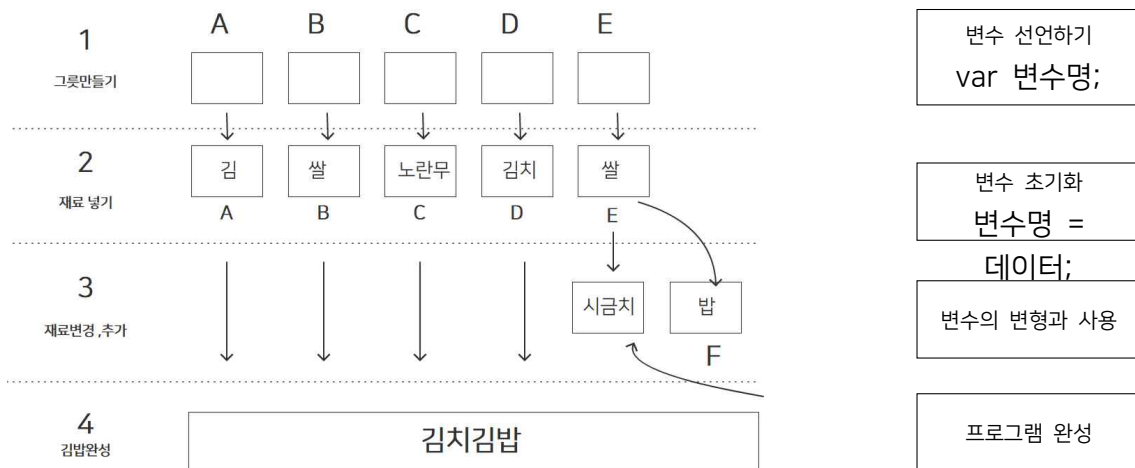 A B C D E
1
그릇만들기
변수 선언하기
var 변수명;
2
재료 넣기
김 쌀 노란무 김치 쌀
A B C D E
변수 초기화
변수명 =
데이터;
3
재료변경 ,추가
시금치 밥
F
변수의 변형과 사용
4
김밥완성
김치김밥
프로그램 완성